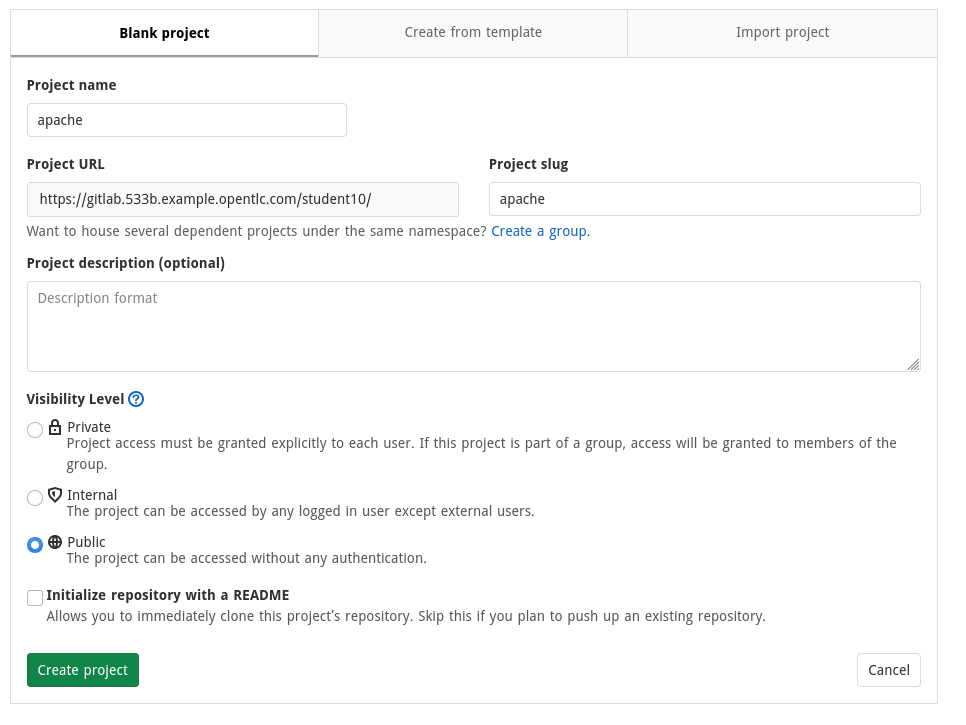 Blank project
Create from template
Import project
Project name
apache
Project URL
Project slug
https://gitlab.533b.example.opentlc.com/student10/
apache
Want to house several dependent projects under the same namespace? Create a group.
Project description (optional)
Description format
Visibility Level
Private
Project access must be granted explicitly to each user. If this project is part of a group, access will be granted to members of the
group.
Internal
The project can be accessed by any logged in user except external users.
Public
The project can be accessed without any authentication.
Initialize repository with a README
Allows you to immediately clone this project's repository. Skip this if you plan to push up an existing repository.
Create project
Cancel